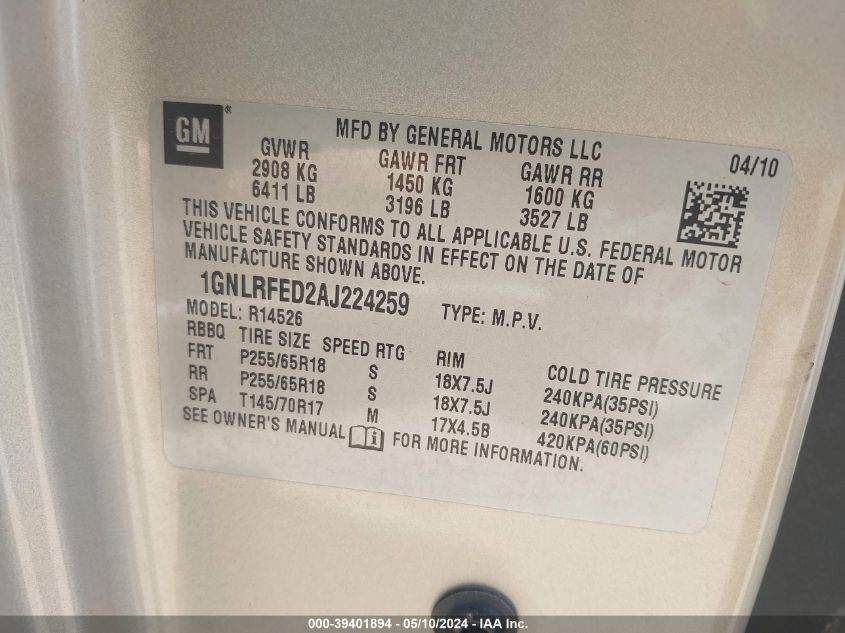 GM®
MFD BY GENERAL MOTORS LLC
04/10
GVWR GAWR FRT GAWR RR
2908 KG 1450 KG 1600 KG
6411 LB 3196 LB 3527 LB
THIS VEHICLE CONFORMS TO ALL APPLICABLE U.S. FEDERAL MOTOR
VEHICLE SAFETY STANDARDS IN EFFECT ON THE DATE OF
MANUFACTURE SHOWN ABOVE.
1GNLRFED2AJ224259 TYPE: M.P.V.
MODEL: R14526
RBBQ TIRE SIZE SPEED RTG RIM COLD TIRE PRESSURE
FRT P255/65R18 S 18X7.5J 240KPA(35PSI)
RR P255/65R18 S 18X7.5J 240KPA(35PSI)
SPA T145/70R17 M 17X4.5B 420KPA(60PSI)
SEE OWNER'S MANUAL i FOR MORE INFORMATION.
000-39401894 - 05/10/2024 - IAA Inc.